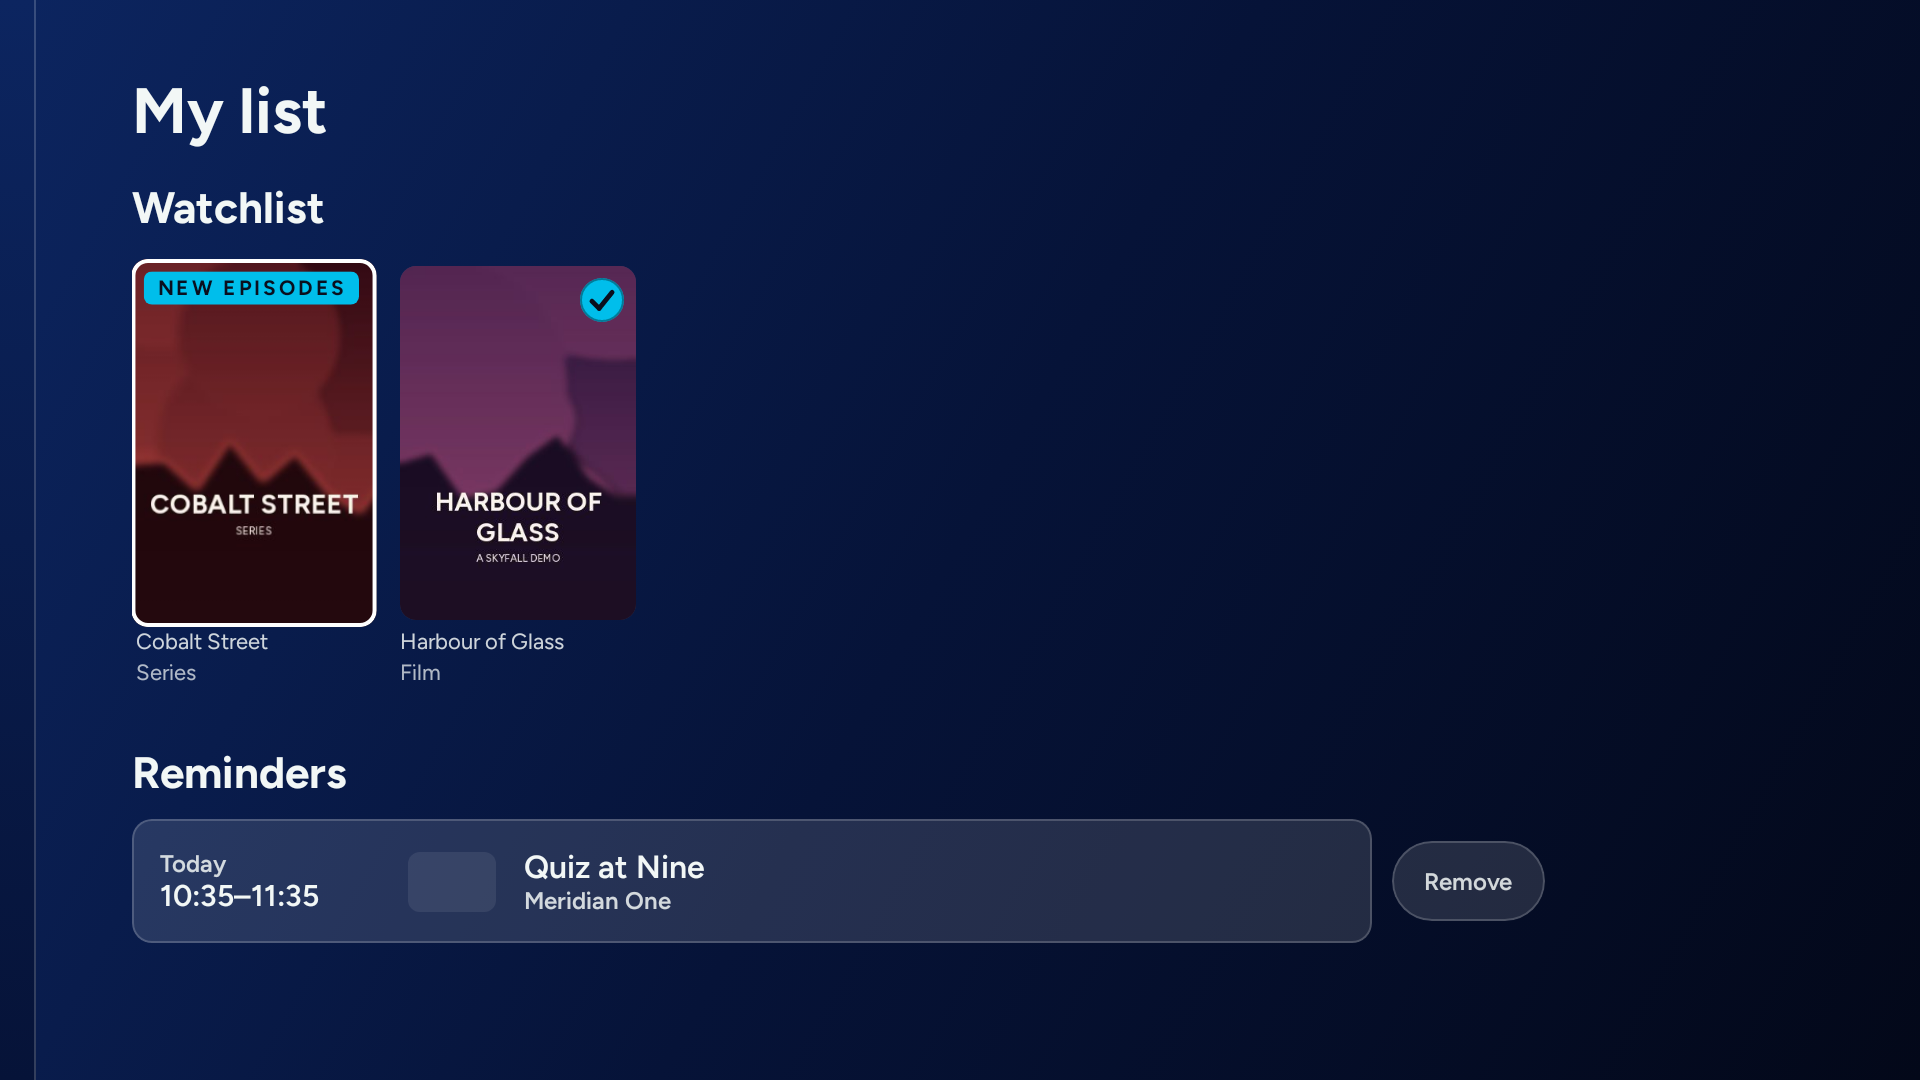 My list
Watchlist
NEW EPISODES
COBALT STREET
SERIES
Cobalt Street
Series
HARBOUR OF
GLASS
A SKYFALL DEMO
Harbour of Glass
Film
Reminders
Today
10:35–11:35
Quiz at Nine
Meridian One
Remove